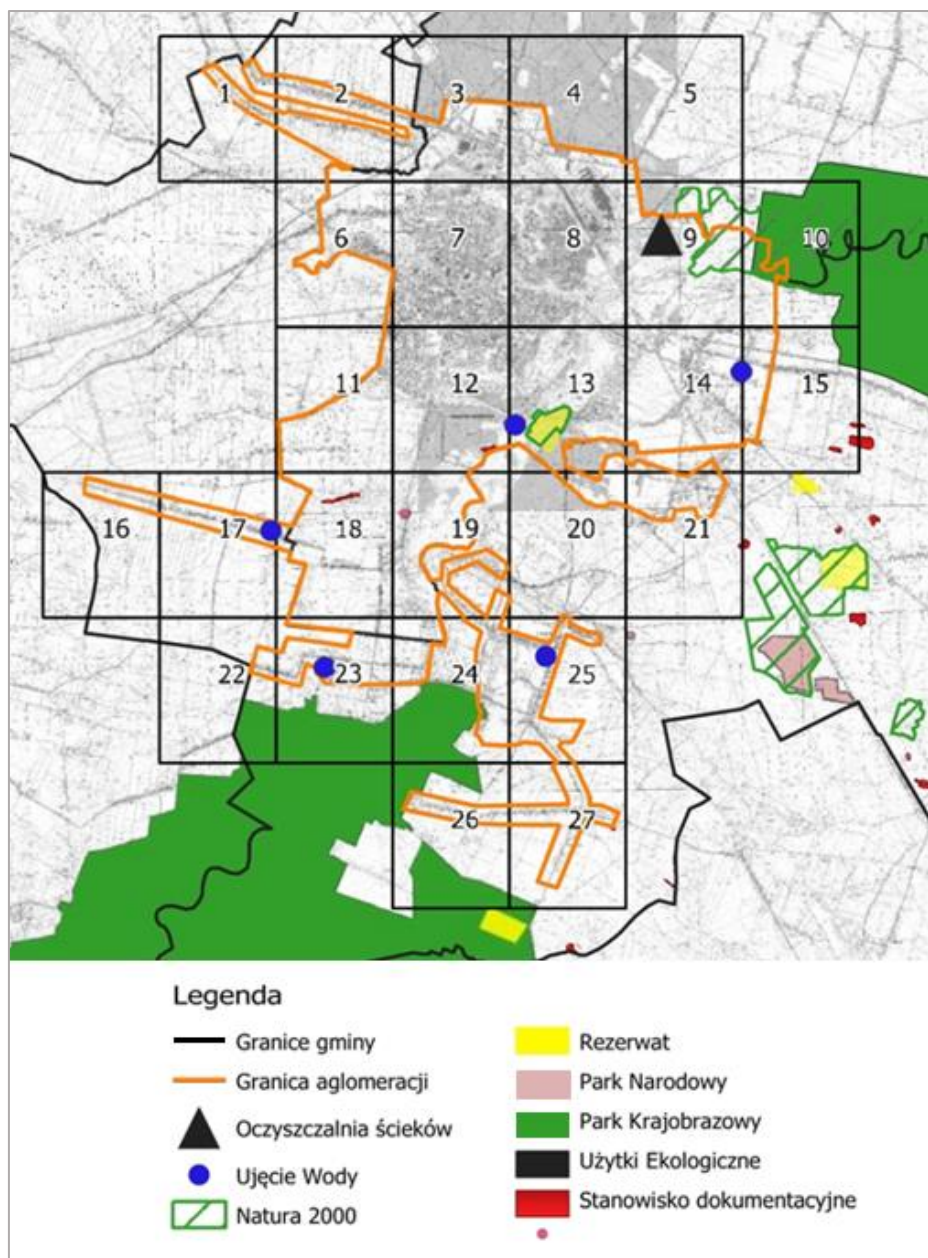 1 2 3 4 5
6 7 8 9 10
11 12 13 14 15
16 17 18 19 20 21
22 23 24 25
26 27
Legenda
Granice gminy
Granica aglomeracji
Oczyszczalnia ścieków
Ujęcie Wody
Natura 2000
Rezerwat
Park Narodowy
Park Krajobrazowy
Użytki Ekologiczne
Stanowisko dokumentacyjne